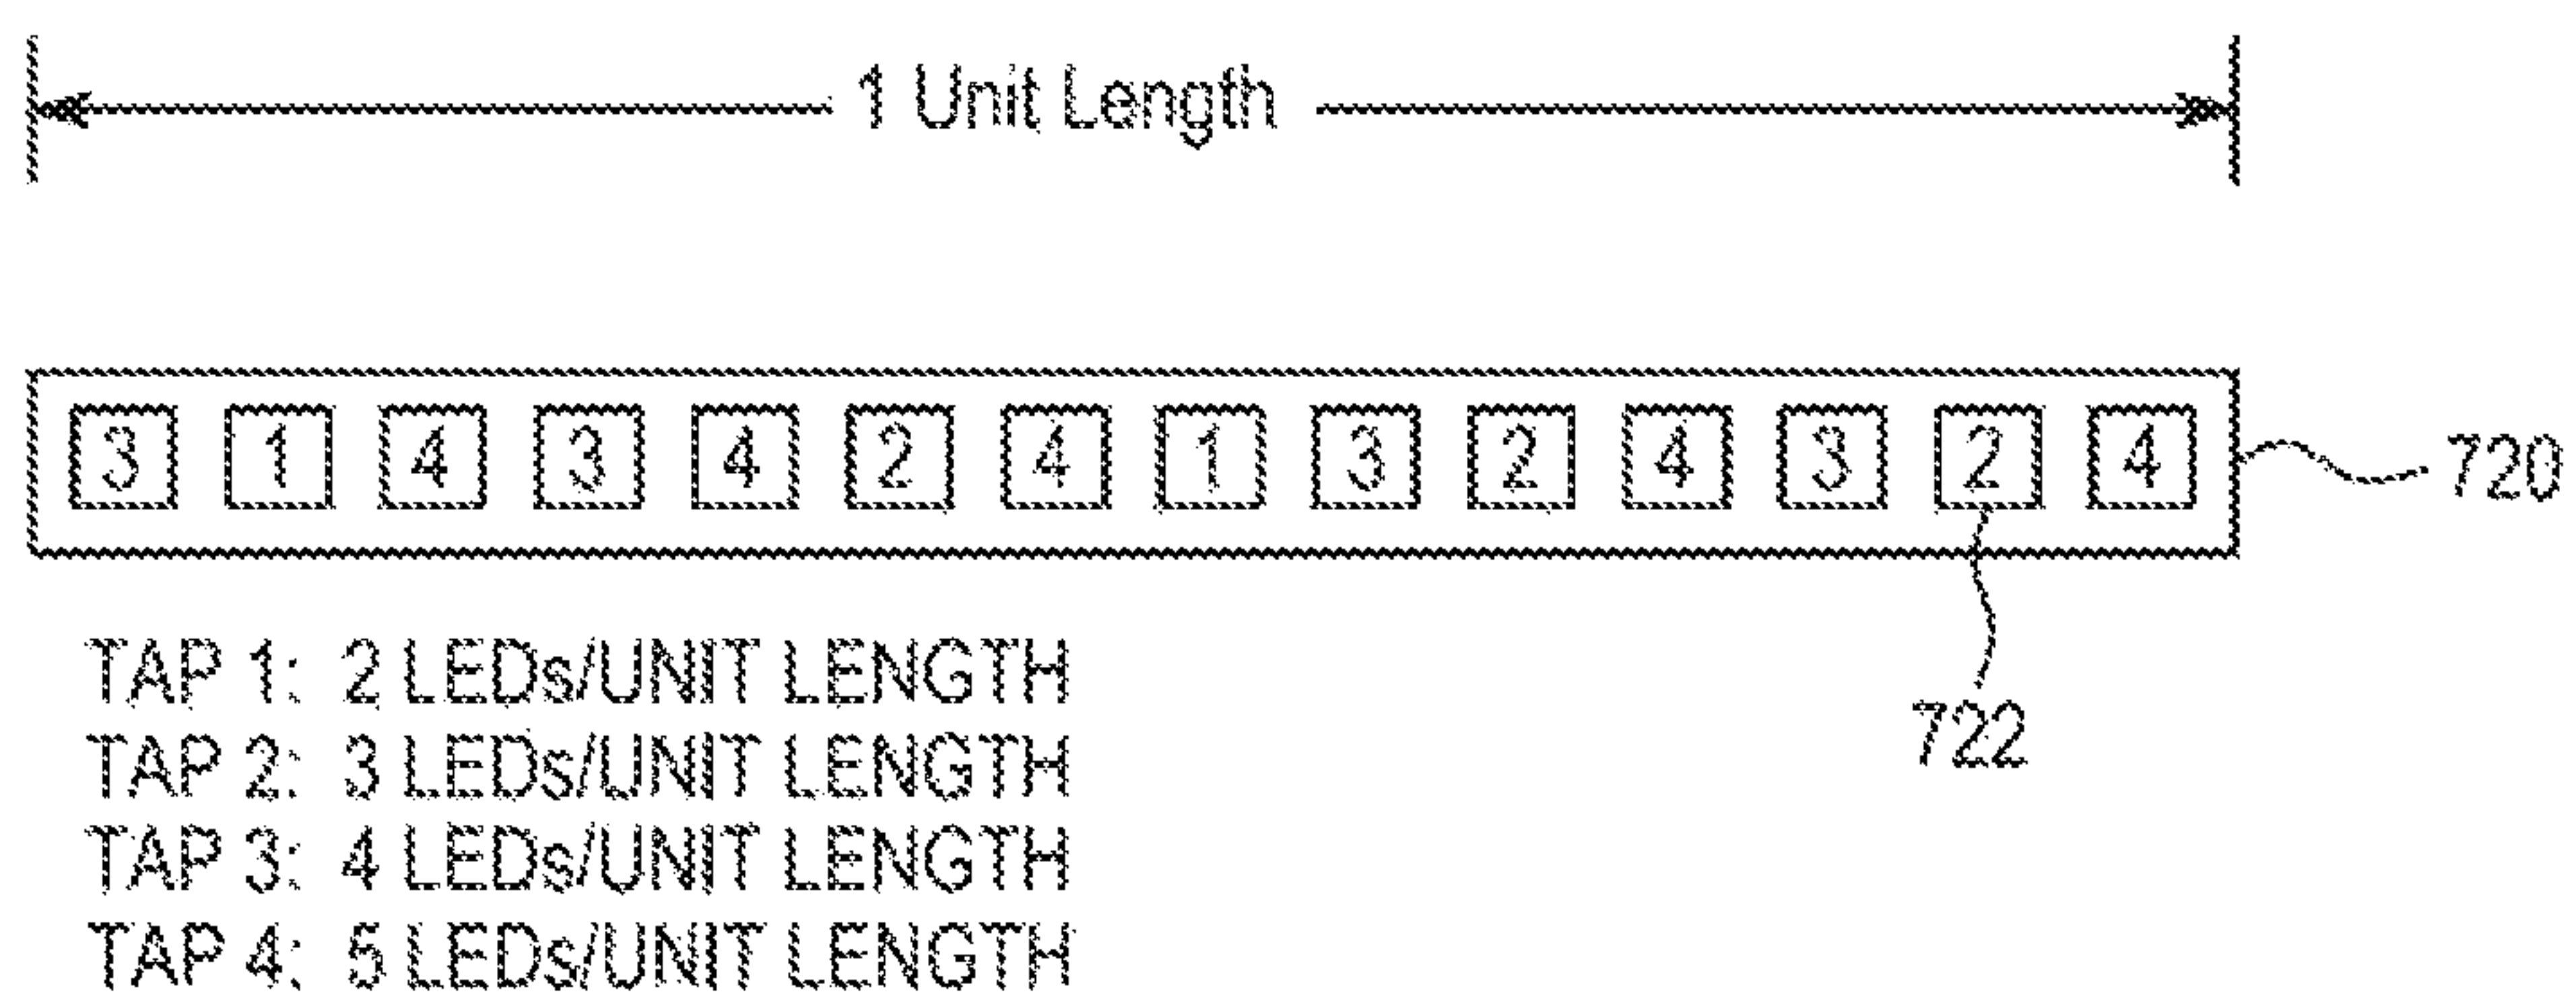 1 Unit Length
3 1 4 3 4 2 4 1 3 2 4 3 2 4
720
TAP 1: 2 LEDs/UNIT LENGTH
722
TAP 2: 3 LEDs/UNIT LENGTH
TAP 3: 4 LEDs/UNIT LENGTH
TAP 4: 5 LEDs/UNIT LENGTH